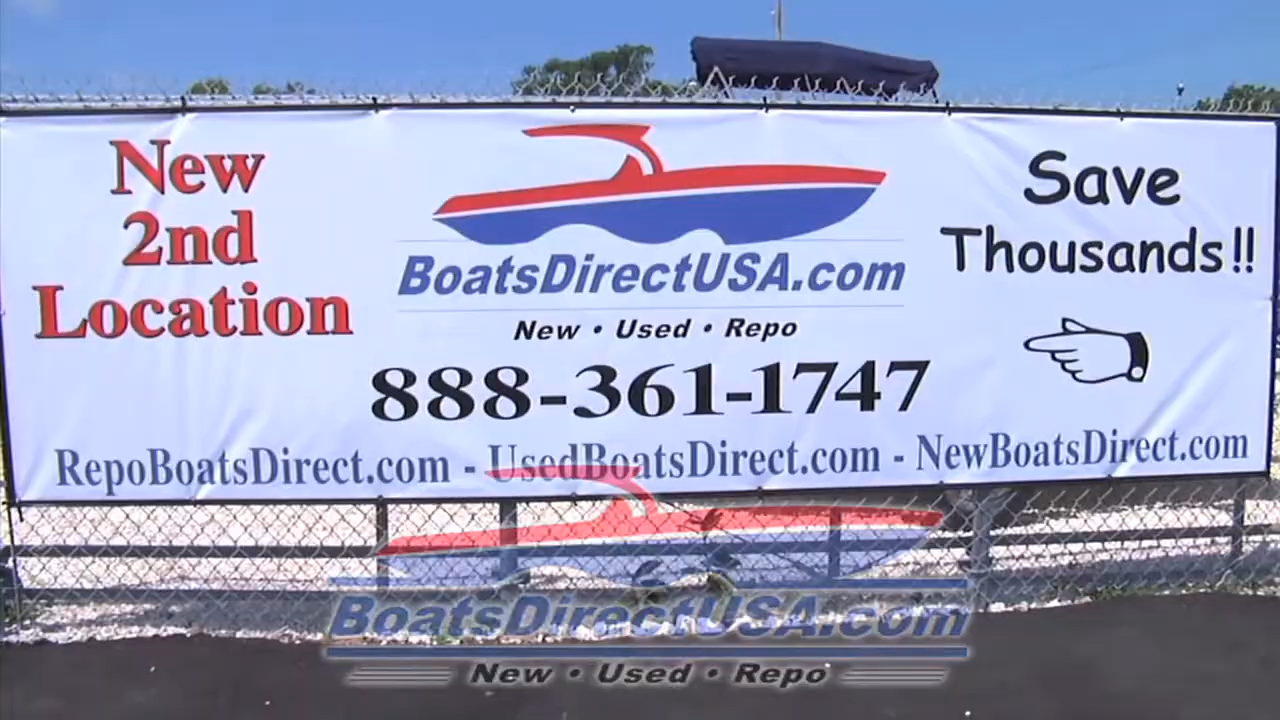 New
2nd
Location
BoatsDirectUSA.com
New • Used • Repo
Save
Thousands!!
888-361-1747
RepoBoatsDirect.com - UsedBoatsDirect.com - NewBoatsDirect.com
BoatsDirectUSA.com
New • Used • Repo